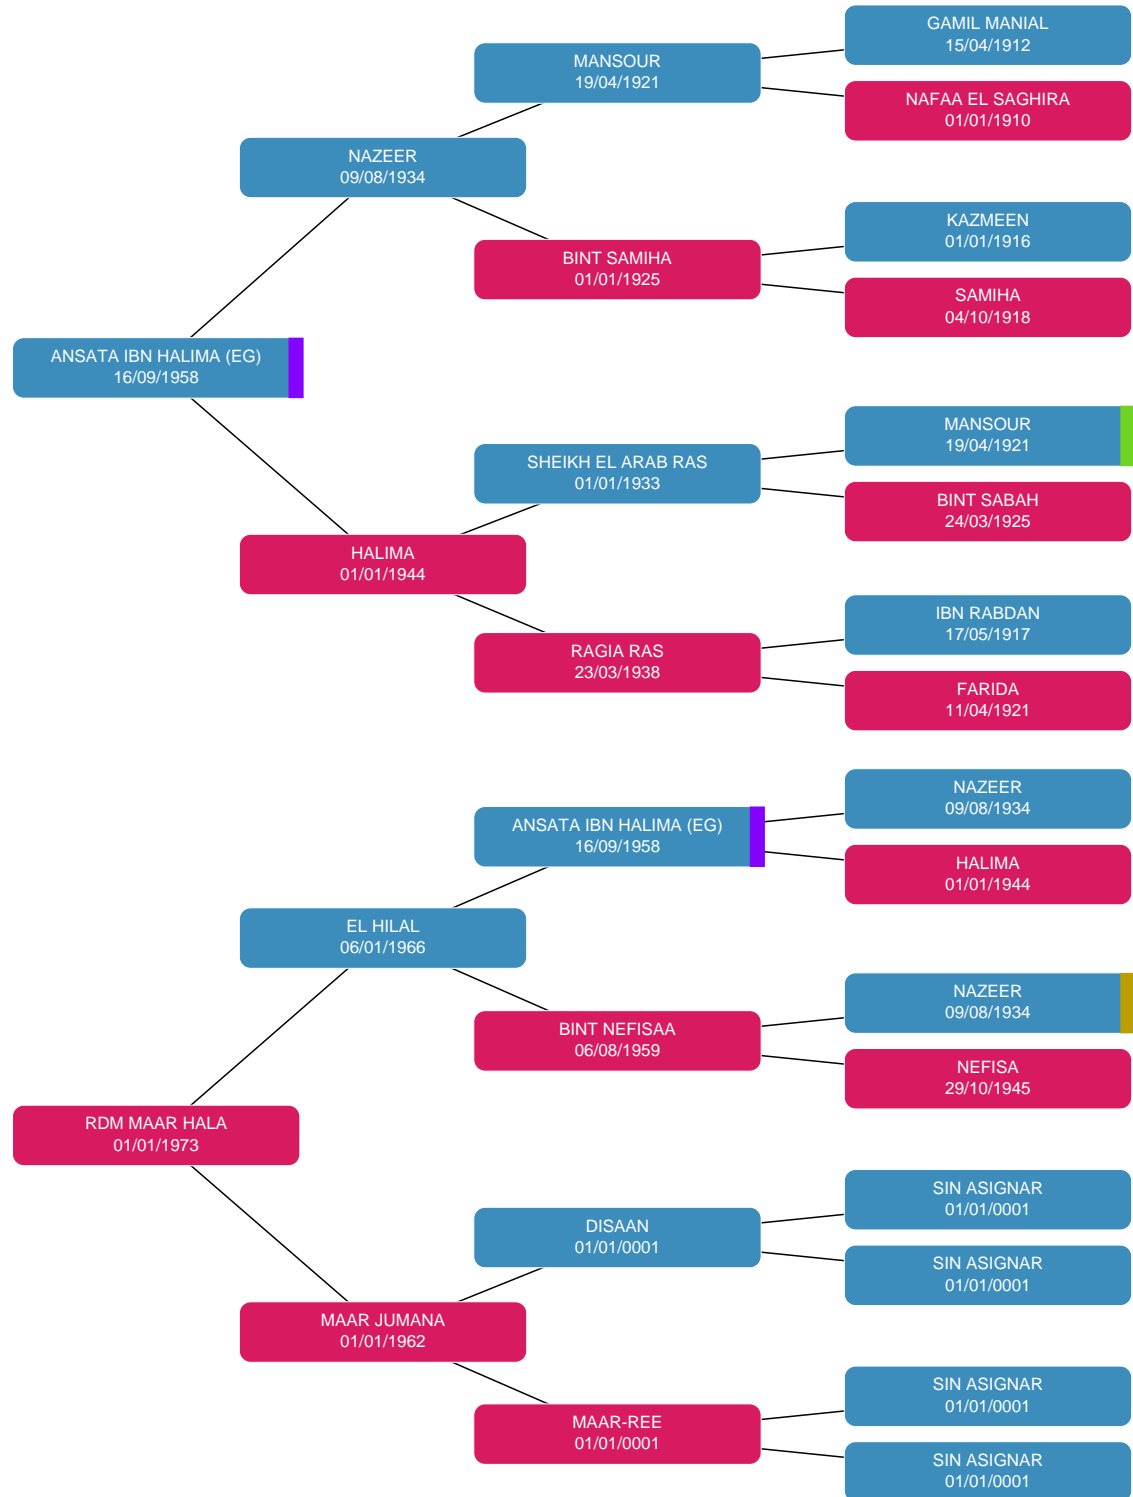 GAMIL MANIAL
15/04/1912
MANSOUR
19/04/1921
NAFAA EL SAGHIRA
01/01/1910
NAZEER
09/08/1934
KAZMEEN
01/01/1916
BINT SAMIHA
01/01/1925
SAMIHA
04/10/1918
ANSATA IBN HALIMA (EG)
16/09/1958
MANSOUR
19/04/1921
SHEIKH EL ARAB RAS
01/01/1933
BINT SABAH
24/03/1925
HALIMA
01/01/1944
IBN RABDAN
17/05/1917
RAGIA RAS
23/03/1938
FARIDA
11/04/1921
NAZEER
09/08/1934
ANSATA IBN HALIMA (EG)
16/09/1958
HALIMA
01/01/1944
EL HILAL
06/01/1966
NAZEER
09/08/1934
BINT NEFISAA
06/08/1959
NEFISA
29/10/1945
RDM MAAR HALA
01/01/1973
SIN ASIGNAR
01/01/0001
DISAAN
01/01/0001
SIN ASIGNAR
01/01/0001
MAAR JUMANA
01/01/1962
SIN ASIGNAR
01/01/0001
MAAR-REE
01/01/0001
SIN ASIGNAR
01/01/0001